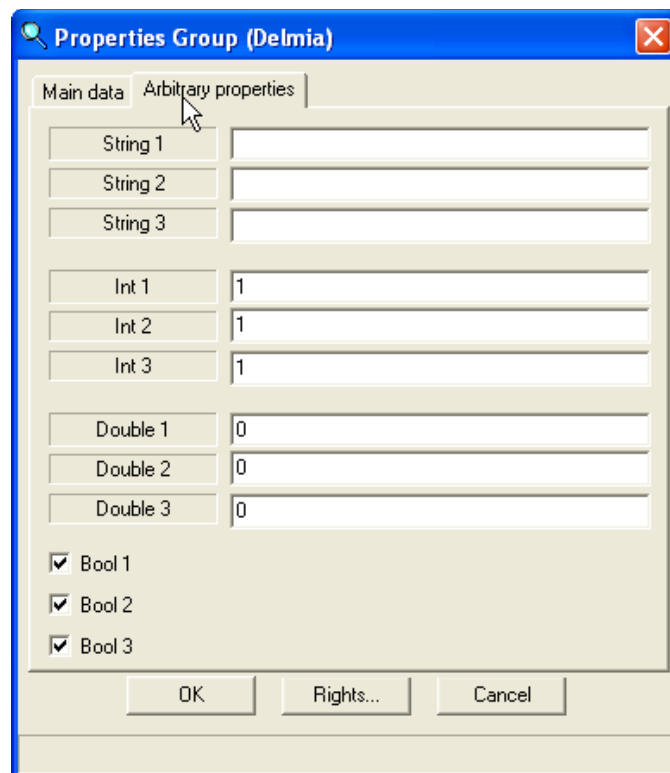 Properties Group (Delmia)
Main data Arbitrary properties
String 1
String 2
String 3
Int 1 1
Int 2 1
Int 3 1
Double 1 0
Double 2 0
Double 3 0
Bool 1
Bool 2
Bool 3
OK Rights... Cancel